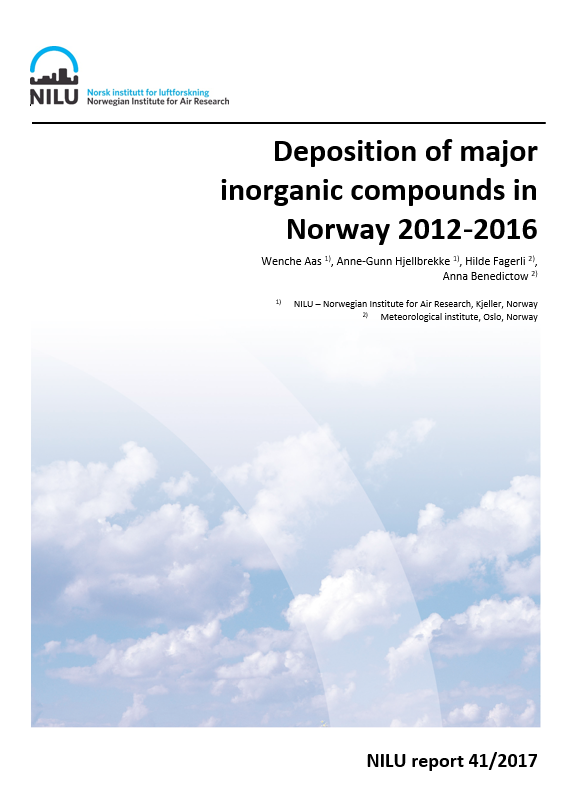 NILU
Norsk institutt for luftforskning
Norwegian Institute for Air Research
Deposition of major
inorganic compounds in
Norway 2012-2016
Wenche Aas 1), Anne-Gunn Hjellbrekke 1), Hilde Fagerli 2),
Anna Benedictow 2)
1) NILU – Norwegian Institute for Air Research, Kjeller, Norway
2) Meteorological institute, Oslo, Norway
NILU report 41/2017